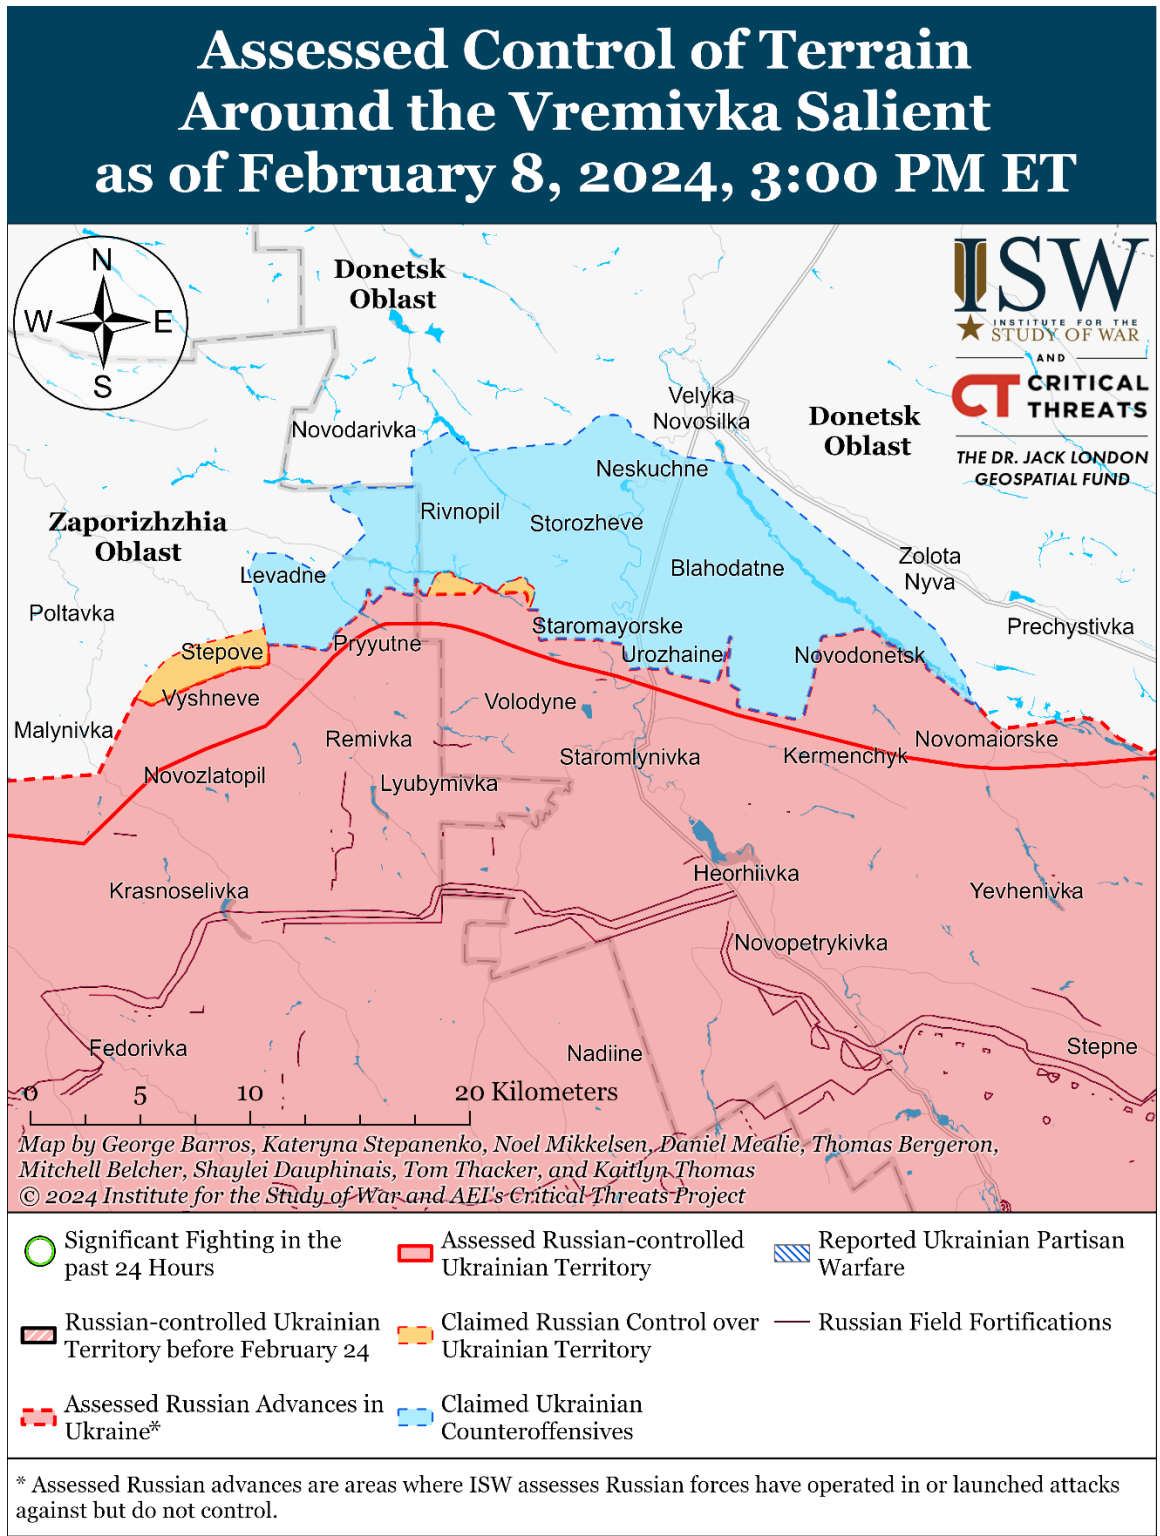 Assessed Control of Terrain
Around the Vremivka Salient
as of February 8, 2024, 3:00 PM ET
N
W
E
S
Donetsk
Oblast
ISW
INSTITUTE FOR THE
STUDY OF WAR
AND
CT CRITICAL
THREATS
THE DR. JACK LONDON
GEOSPATIAL FUND
Velyka
Novosilka
Donetsk
Oblast
Novodarivka
Neskuchne
Rivnopil
Storozheve
Zaporizhzhia
Oblast
Blahodatne
Zolota
Nyva
Levadne
Poltavka
Staromayorske
Prechystivka
Pryyutne
Stepove
Urozhaine
Novodonetsk
Vyshneve
Volodyne
Malynivka
Remivka
Novomaiorske
Staromlynivka
Kermenchyk
Novozlatopil
Lyubymivka
Heorhiivka
Krasnoselivka
Yevhenivka
Novopetrykivka
Fedorivka
Nadiine
Stepne
0 5 10 20 Kilometers
Map by George Barros, Kateryna Stepanenko, Noel Mikkelsen, Daniel Mealie, Thomas Bergeron,
Mitchell Belcher, Shaylei Dauphinais, Tom Thacker, and Kaitlyn Thomas
© 2024 Institute for the Study of War and AEI's Critical Threats Project
Significant Fighting in the
past 24 Hours
Russian-controlled Ukrainian
Territory before February 24
Assessed Russian Advances in
Ukraine*
Assessed Russian-controlled
Ukrainian Territory
Claimed Russian Control over
Ukrainian Territory
Claimed Ukrainian
Counteroffensives
Reported Ukrainian Partisan
Warfare
Russian Field Fortifications
* Assessed Russian advances are areas where ISW assesses Russian forces have operated in or launched attacks
against but do not control.